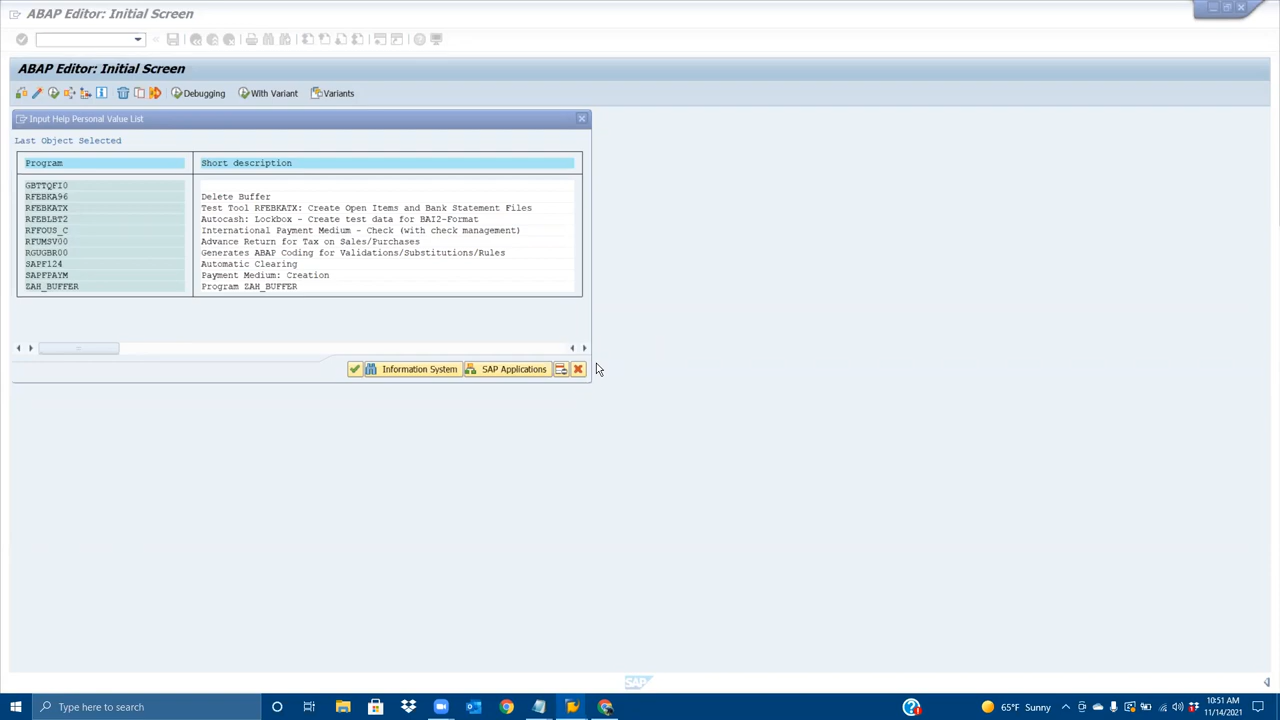 ABAP Editor: Initial Screen
ABAP Editor: Initial Screen
Debugging With Variant Variants
Input Help Personal Value List
Last Object Selected
Program Short description
GBTTQFI0
RFEBKA96 Delete Buffer
RFEBKATX Test Tool RFEBKATX: Create Open Items and Bank Statement Files
RFEBLBT2 Autocash: Lockbox - Create test data for BAI2-Format
RFFOUS_C International Payment Medium - Check (with check management)
RFUMSV00 Advance Return for Tax on Sales/Purchases
RGUGBR00 Generates ABAP Coding for Validations/Substitutions/Rules
SAPF124 Automatic Clearing
SAPFPAYM Payment Medium: Creation
ZAH_BUFFER Program ZAH_BUFFER
Information System SAP Applications
SAP
Type here to search
65°F Sunny
10:51 AM
11/14/2021